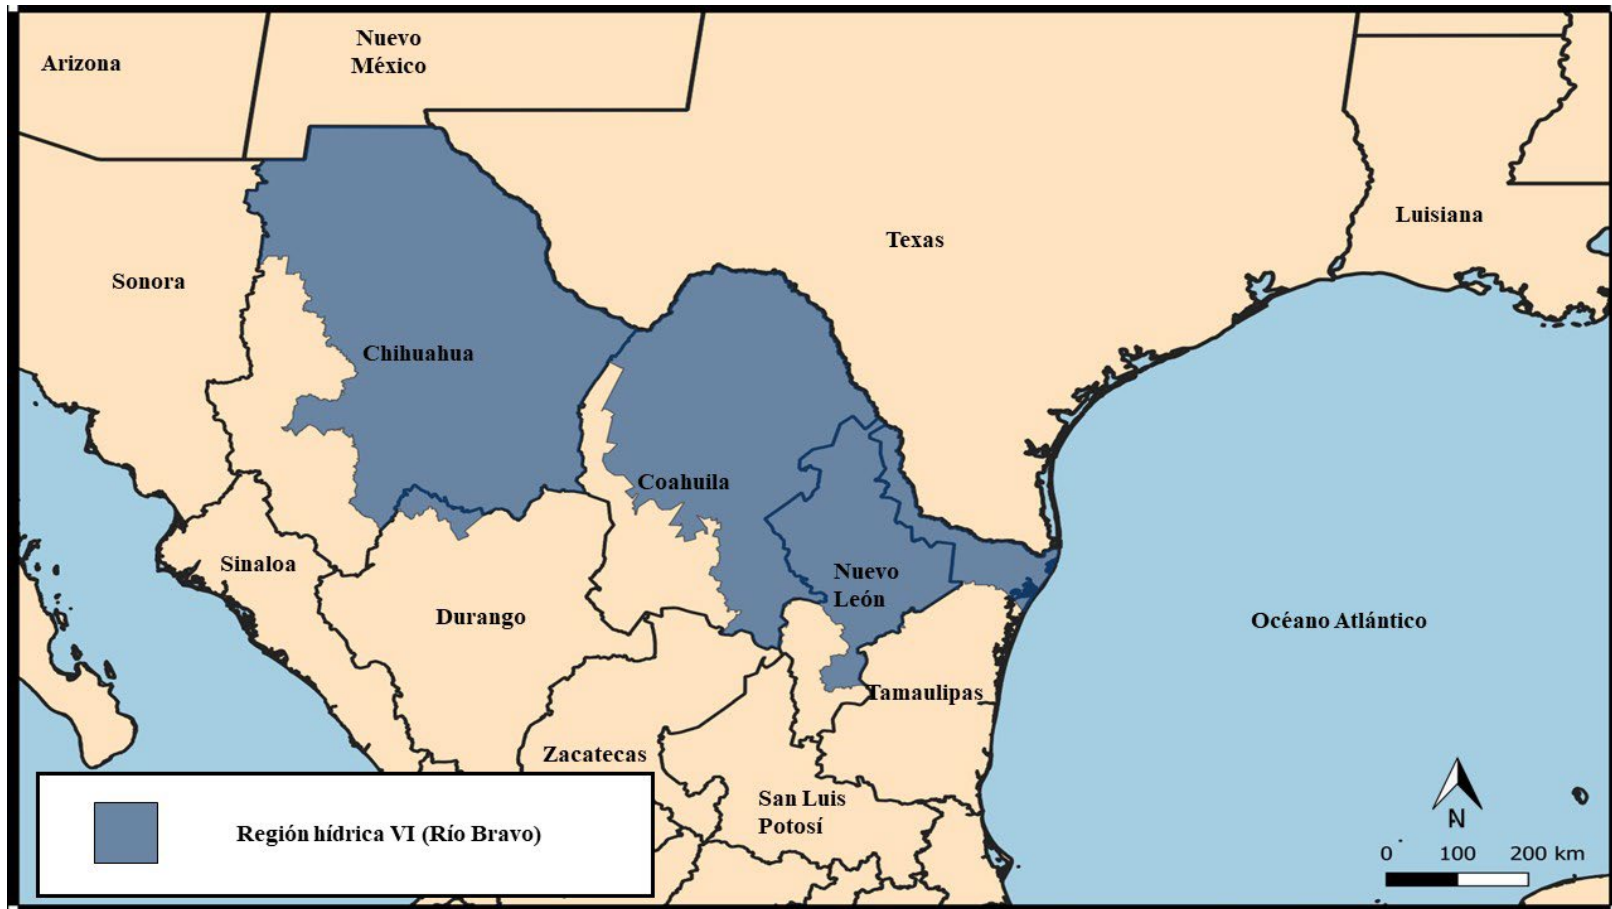 Nuevo
México
Arizona
Luisiana
Texas
Sonora
Chihuahua
Coahuila
Sinaloa
Nuevo
León
Durango
Océano Atlántico
Tamaulipas
Zacatecas
San Luis
Potosí
Región hídrica VI (Río Bravo)
N
0 100 200 km